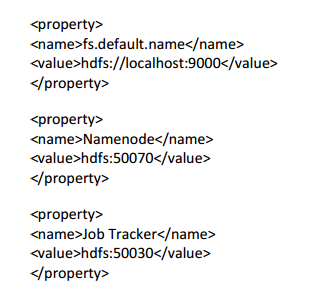 <property>
<name>fs.default.name</name>
<value>hdfs://localhost:9000</value>
</property>
<property>
<name>Namenode</name>
<value>hdfs:50070</value>
</property>
<property>
<name>Job Tracker</name>
<value>hdfs:50030</value>
</property>